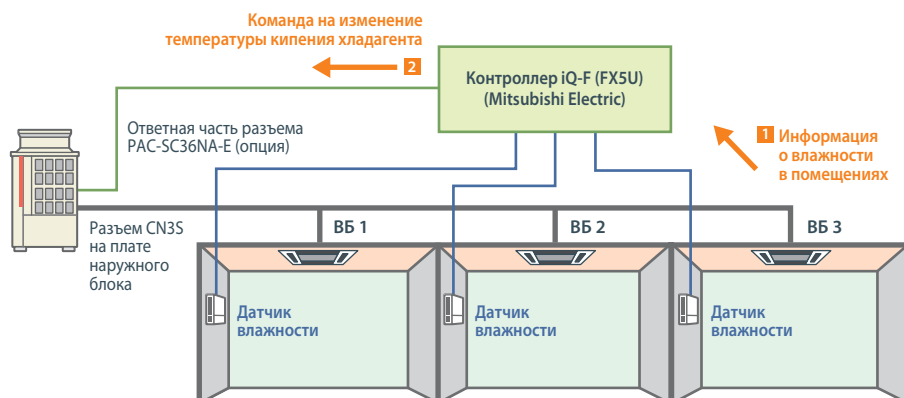 Команда на изменение
температуры кипения хладагента
2
Контроллер iQ-F (FX5U)
(Mitsubishi Electric)
Ответная часть разъема
PAC-SC36NA-E (опция)
1 Информация
о влажности
в помещениях
Разъем CN3S
на плате
наружного
блока
ВБ 1
ВБ 2
ВБ 3
Датчик
влажности
Датчик
влажности
Датчик
влажности